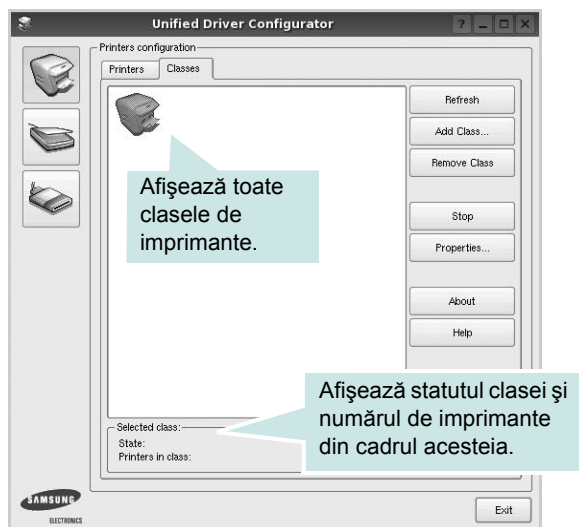 Unified Driver Configurator
Printers configuration
Printers Classes
Refresh
Add Class...
Remove Class
Afişează toate
clasele de
imprimante.
Stop
Properties...
About
Help
Afişează statutul clasei şi
numărul de imprimante
din cadrul acesteia.
Selected class:
State:
Printers in class:
SAMSUNG
ELECTRONICS
Exit